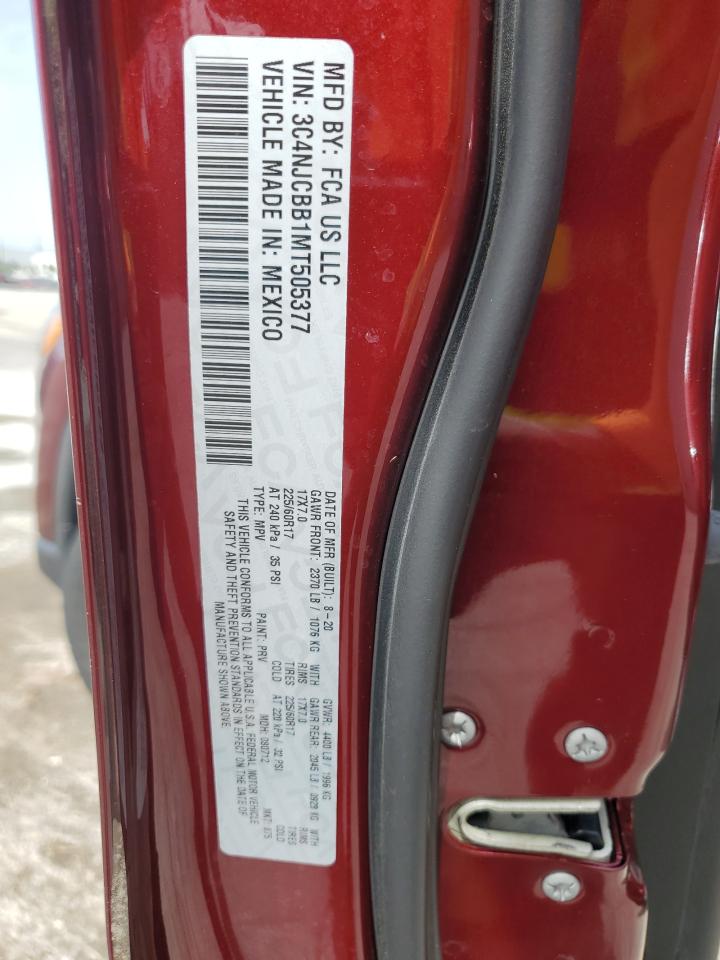 MFD BY: FCA US LLC
VIN: 3C4NJCBB1MT505377
VEHICLE MADE IN: MEXICO
DATE OF MFR (BUILT): 8-20 GVWR: 4400 LB / 1996 KG
GAWR FRONT: 2370 LB / 1076 KG WITH GAWR REAR: 2045 LB / 0929 KG WITH
17X7.0 RIMS 17X7.0 RIMS
225/60R17 TIRES 225/60R17 TIRES
AT 240 kPa / 35 PSI COLD AT 220 kPa / 32 PSI COLD
TYPE: MPV PAINT: PRV MDH: 080712 MKT:
THIS VEHICLE CONFORMS TO ALL APPLICABLE U.S.A. FEDERAL MOTOR VEHICLE
SAFETY AND THEFT PREVENTION STANDARDS IN EFFECT ON THE DATE OF
MANUFACTURE SHOWN ABOVE.